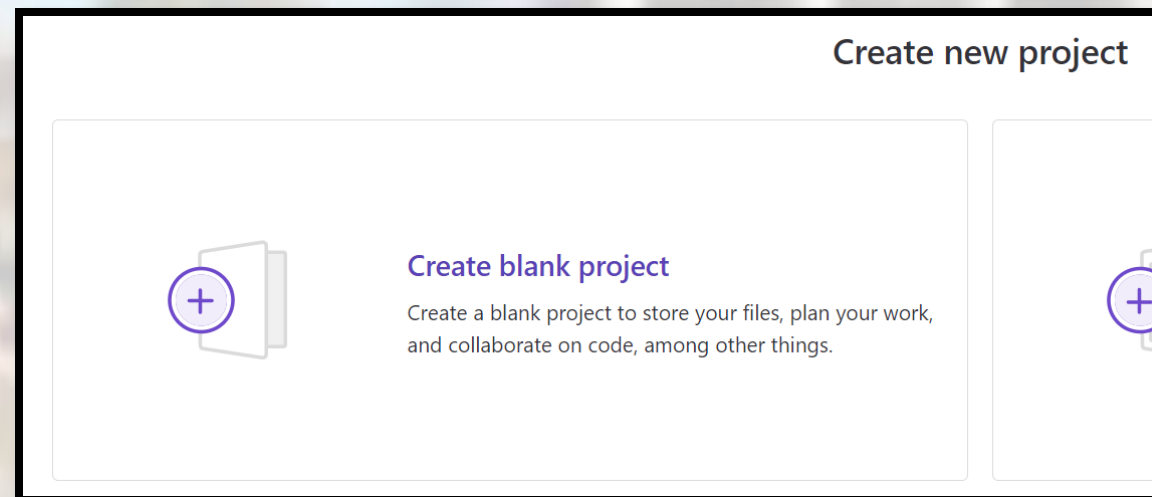 Create new project
Create blank project
Create a blank project to store your files, plan your work,
and collaborate on code, among other things.